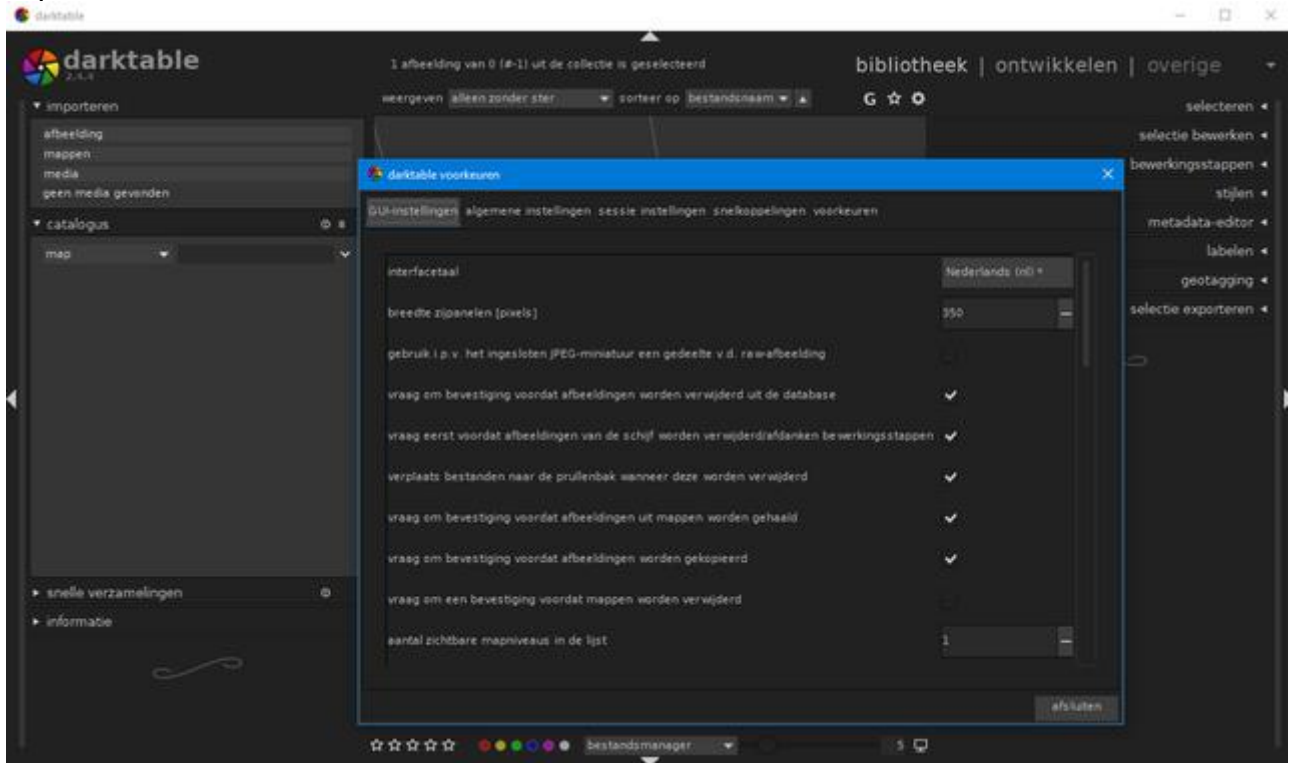 darktable
darktable
2.4.4
1 afbeelding van 0 (#-1) uit de collectie is geselecteerd
bibliotheek | ontwikkelen | overige
importeren
weergeven alleen zonder ster sorteer op bestandsnaam
G
selecteren
afbeelding
mappen
media
geen media gevonden
selectie bewerken
bewerkingsstappen
stijlen
metadata-editor
labelen
geotagging
selectie exporteren
catalogus
map
darktable voorkeuren
GUI-instellingen algemene instellingen sessie instellingen snelkoppelingen voorkeuren
interfacetaal Nederlands (nl) *
breedte zijpanelen [pixels] 350
gebruik i.p.v. het ingesloten JPEG-miniatuur een gedeelte v.d. raw-afbeelding
vraag om bevestiging voordat afbeeldingen worden verwijderd uit de database
vraag eerst voordat afbeeldingen van de schijf worden verwijderd/afdanken bewerkingsstappen
verplaats bestanden naar de prullenbak wanneer deze worden verwijderd
vraag om bevestiging voordat afbeeldingen uit mappen worden gehaald
vraag om bevestiging voordat afbeeldingen worden gekopieerd
vraag om een bevestiging voordat mappen worden verwijderd
aantal zichtbare mapniveaus in de lijst 1
afsluiten
snelle verzamelingen
informatie
bestandsmanager 5